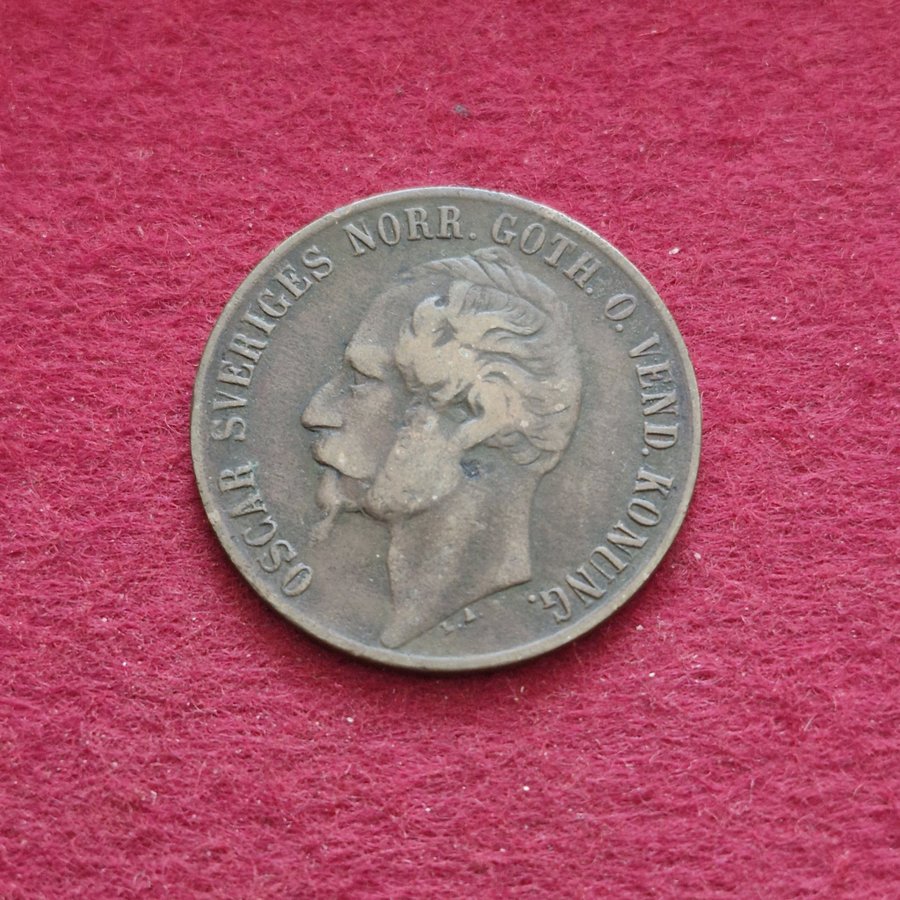 OSCAR SVERIGES NORR. GOTH. O. VEND. KONUNG.
L.A